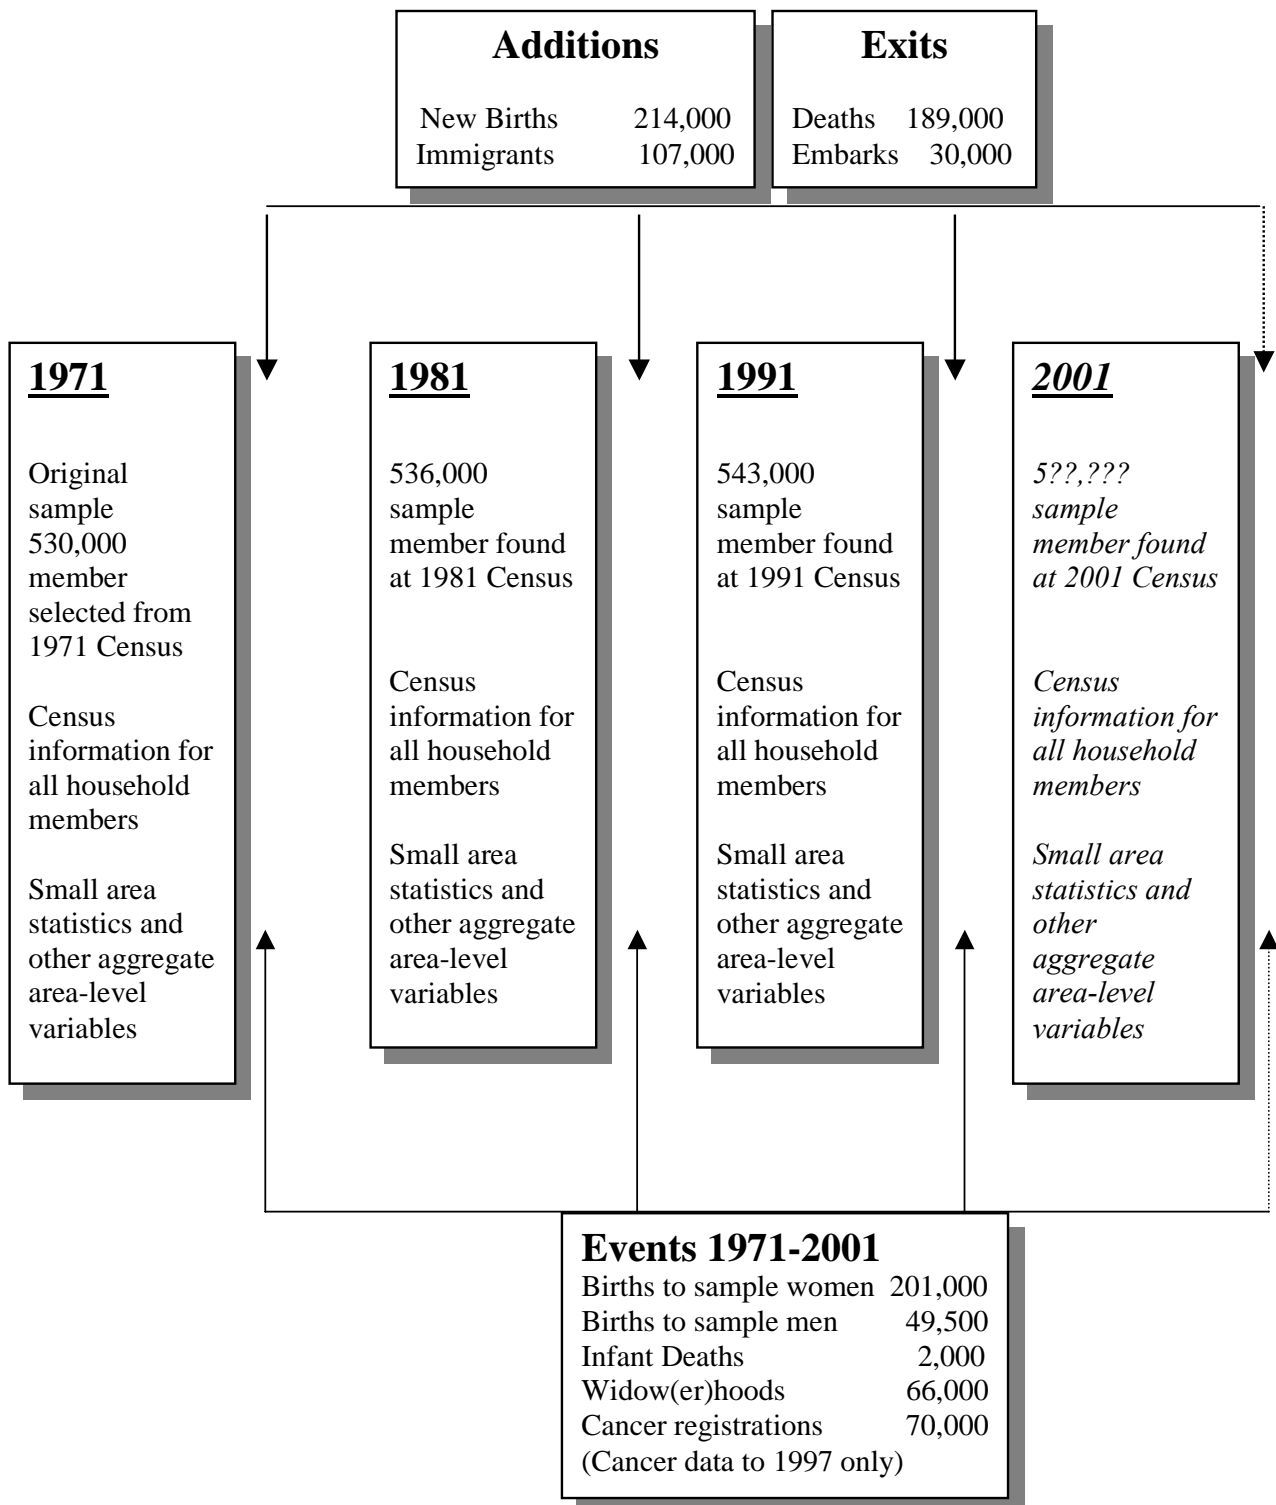 Additions
New Births 214,000
Immigrants 107,000
Exits
Deaths 189,000
Embarks 30,000
1971
Original
sample
530,000
member
selected from
1971 Census
Census
information for
all household
members
Small area
statistics and
other aggregate
area-level
variables
1981
536,000
sample
member found
at 1981 Census
Census
information for
all household
members
Small area
statistics and
other aggregate
area-level
variables
1991
543,000
sample
member found
at 1991 Census
Census
information for
all household
members
Small area
statistics and
other aggregate
area-level
variables
2001
5??,???
sample
member found
at 2001 Census
Census
information for
all household
members
Small area
statistics and
other
aggregate
area-level
variables
Events 1971-2001
Births to sample women 201,000
Births to sample men 49,500
Infant Deaths 2,000
Widow(er)hoods 66,000
Cancer registrations 70,000
(Cancer data to 1997 only)